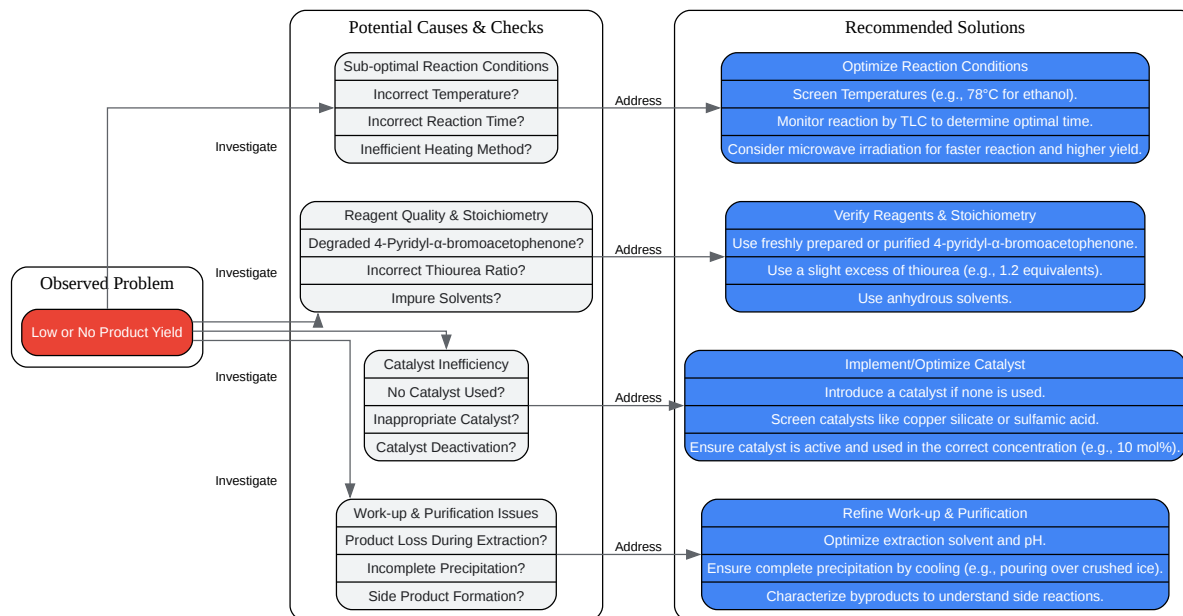 Potential Causes & Checks
Recommended Solutions
Sub-optimal Reaction Conditions
Incorrect Temperature?
Incorrect Reaction Time?
Inefficient Heating Method?
Address
Optimize Reaction Conditions
Screen Temperatures (e.g., 78°C for ethanol).
Monitor reaction by TLC to determine optimal time.
Consider microwave irradiation for faster reaction and higher yield.
Investigate
Reagent Quality & Stoichiometry
Degraded 4-Pyridyl-α-bromoacetophenone?
Incorrect Thiourea Ratio?
Impure Solvents?
Address
Verify Reagents & Stoichiometry
Use freshly prepared or purified 4-pyridyl-α-bromoacetophenone.
Use a slight excess of thiourea (e.g., 1.2 equivalents).
Use anhydrous solvents.
Investigate
Observed Problem
Low or No Product Yield
Catalyst Inefficiency
No Catalyst Used?
Inappropriate Catalyst?
Catalyst Deactivation?
Address
Implement/Optimize Catalyst
Introduce a catalyst if none is used.
Screen catalysts like copper silicate or sulfamic acid.
Ensure catalyst is active and used in the correct concentration (e.g., 10 mol%).
Investigate
Investigate
Work-up & Purification Issues
Product Loss During Extraction?
Incomplete Precipitation?
Side Product Formation?
Address
Refine Work-up & Purification
Optimize extraction solvent and pH.
Ensure complete precipitation by cooling (e.g., pouring over crushed ice).
Characterize byproducts to understand side reactions.